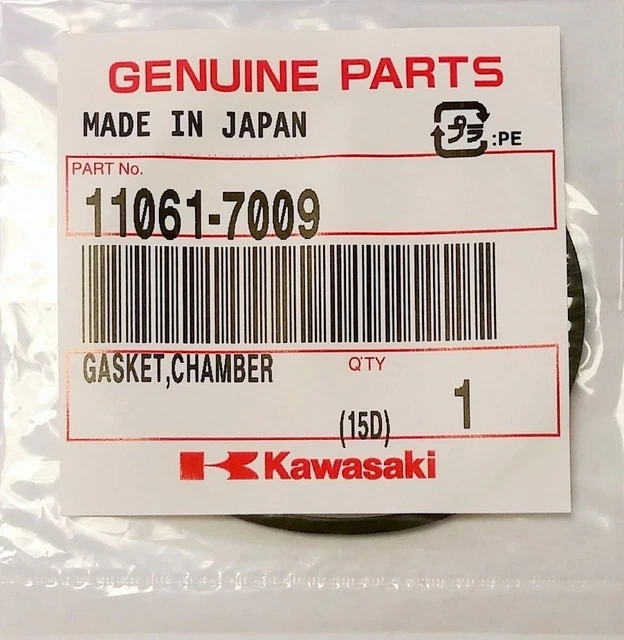 GENUINE PARTS
MADE IN JAPAN
プラ :PE
PART No.
11061-7009
GASKET,CHAMBER
Q'TY
(15D)
1
Kawasaki